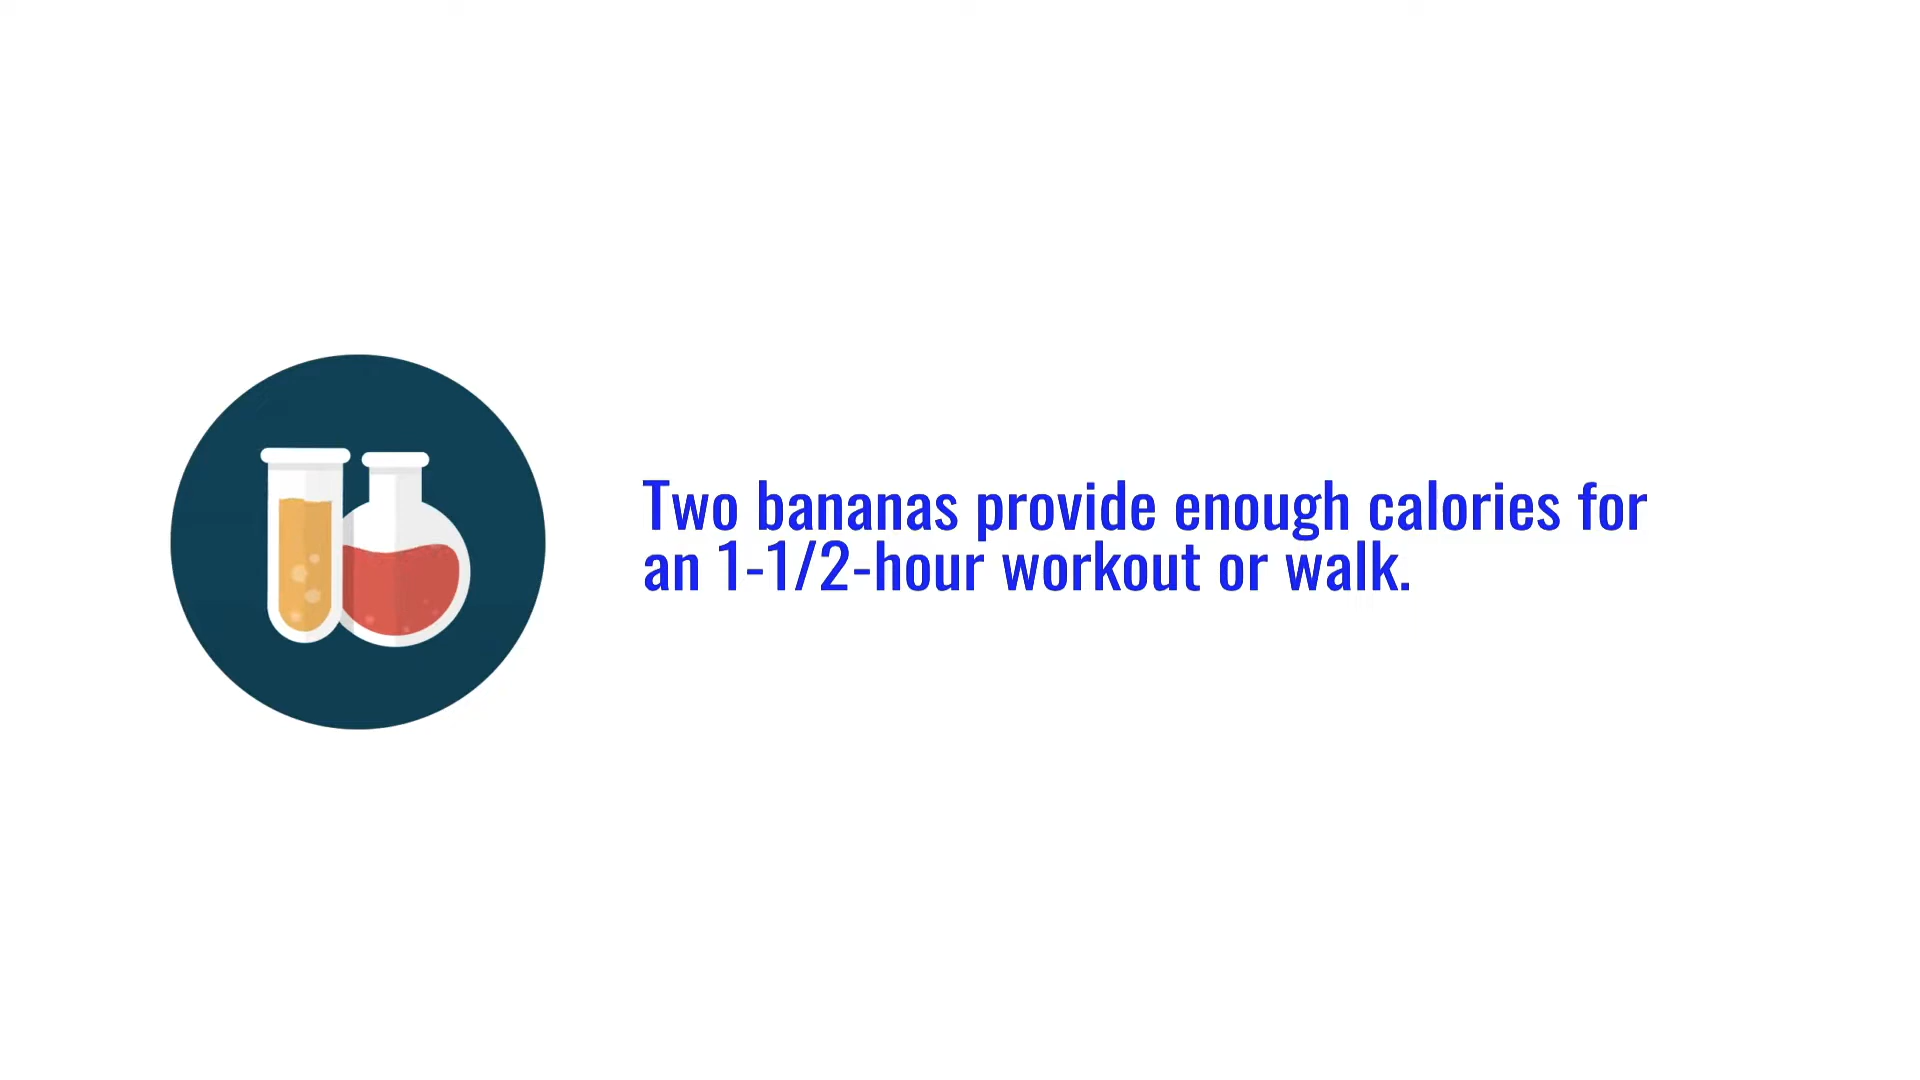 Two bananas provide enough calories for
an 1-1/2-hour workout or walk.